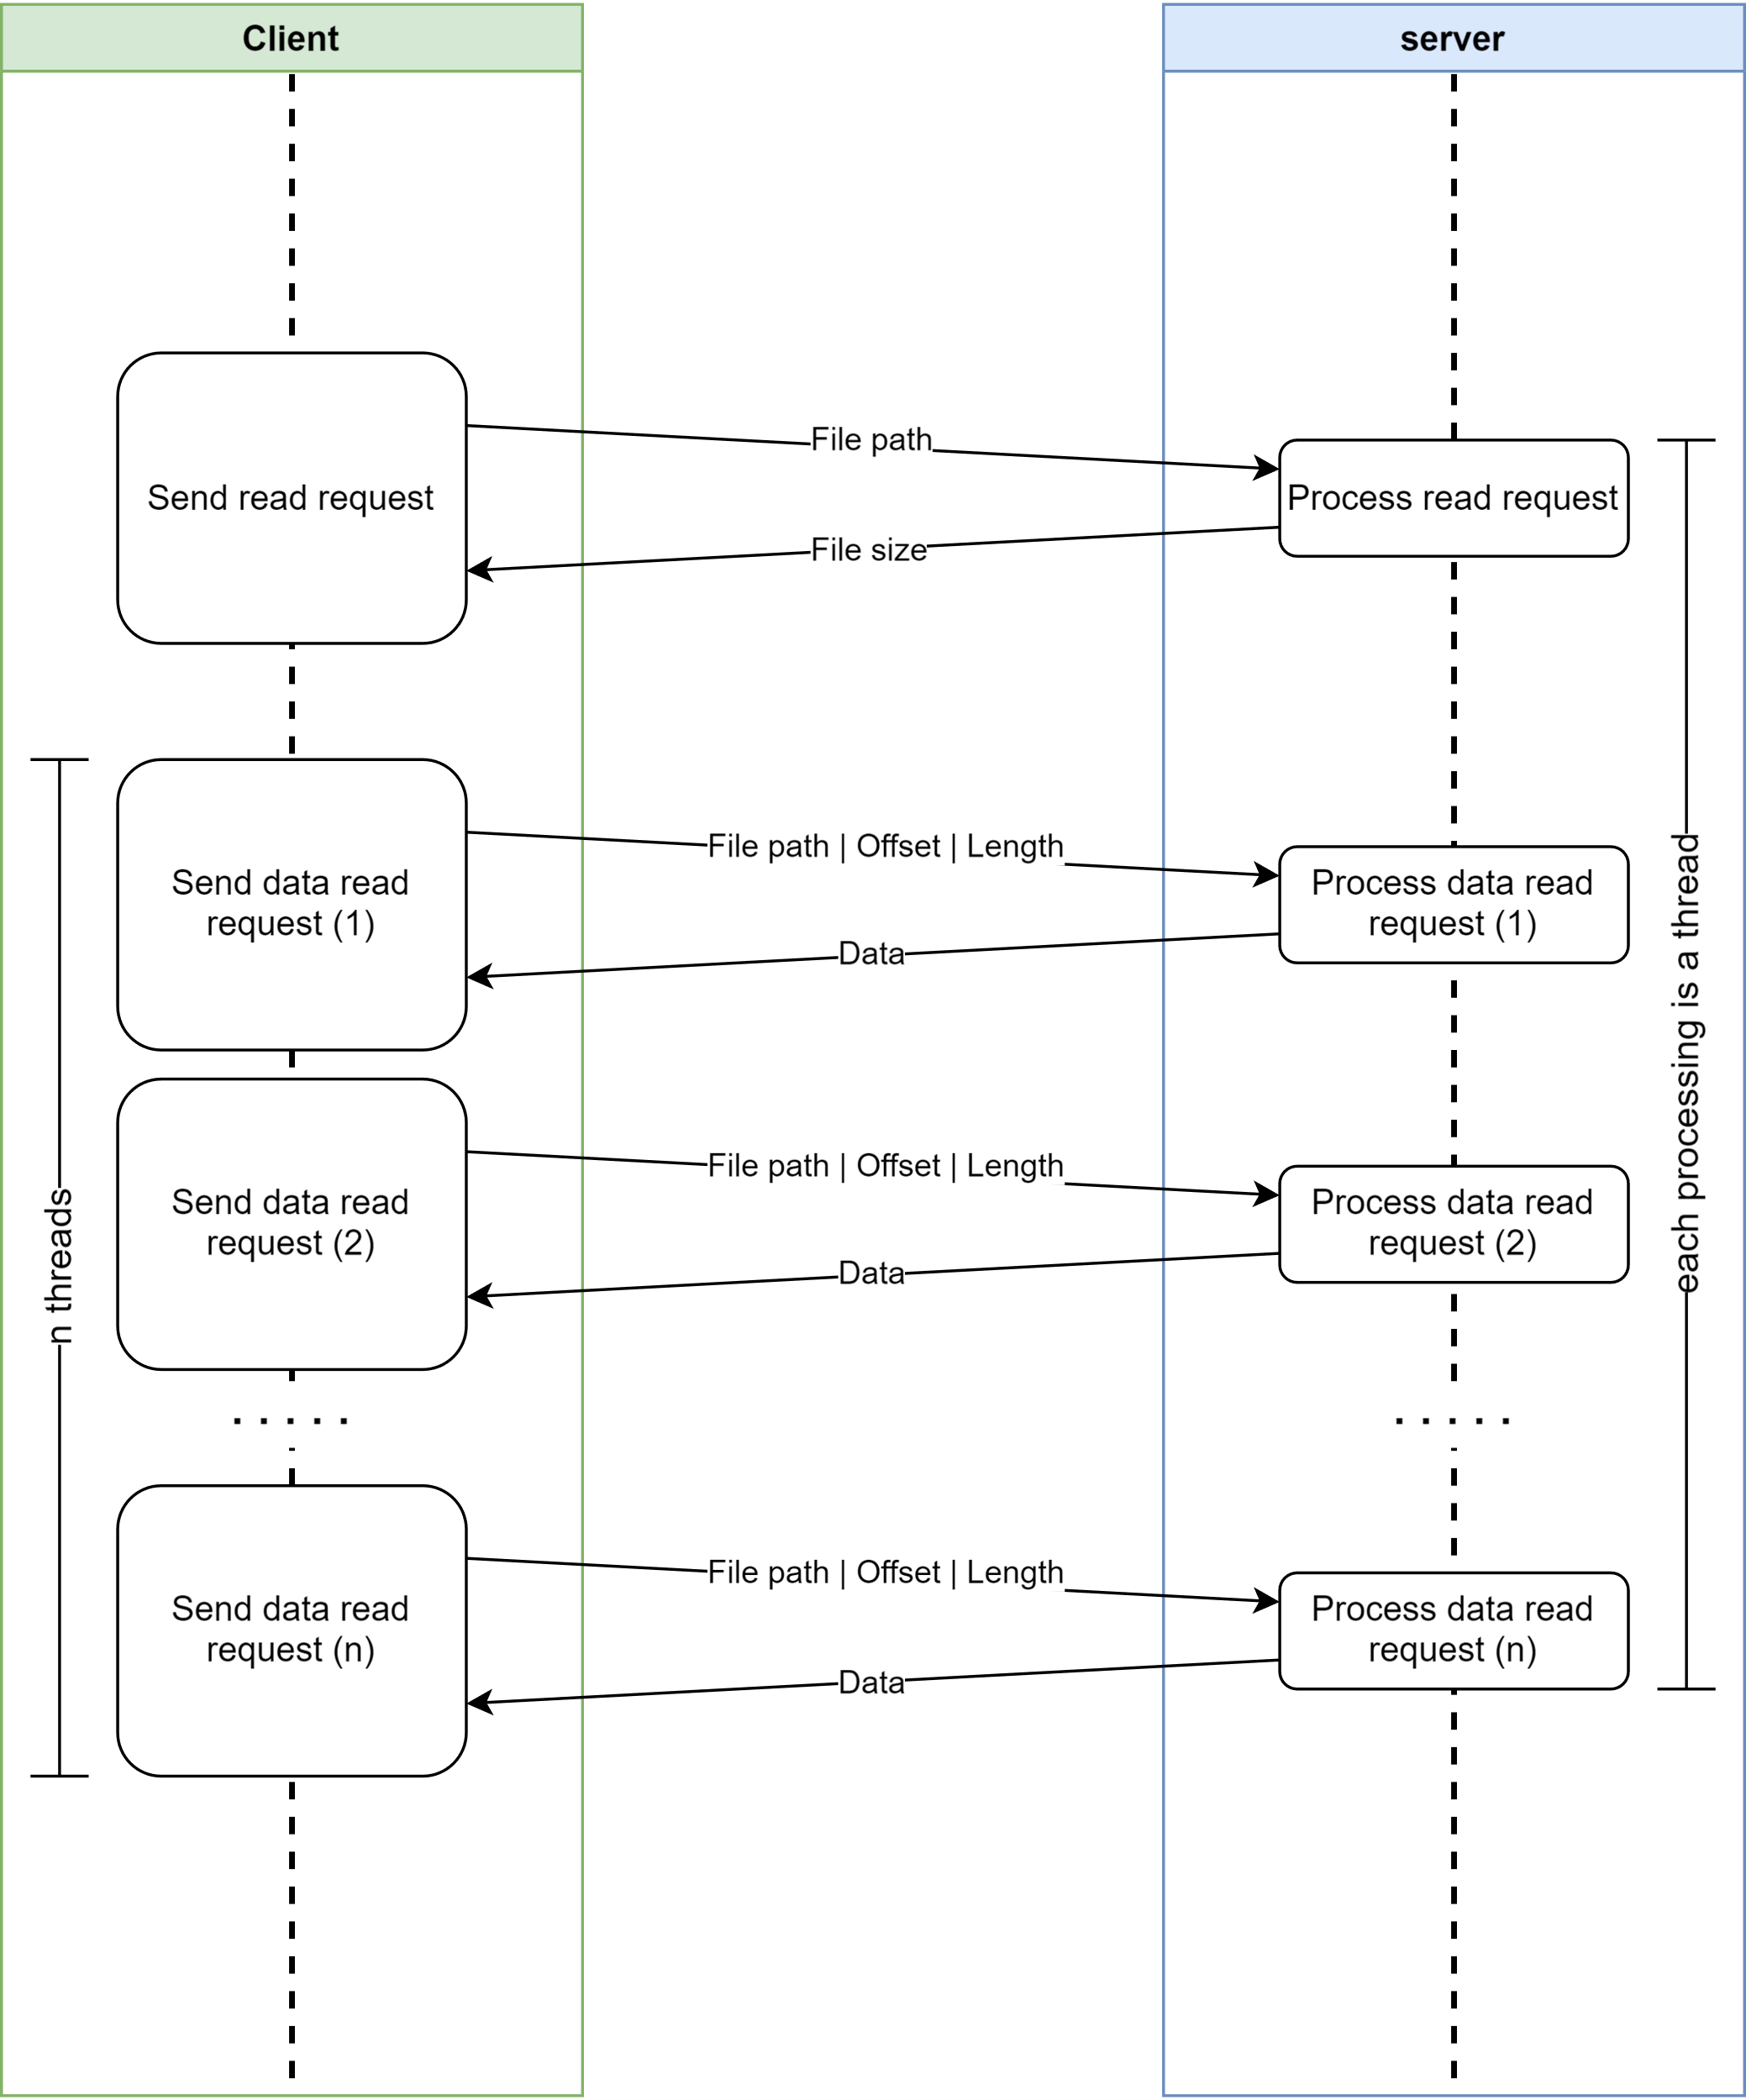 Client
server
File path
Send read request
Process read request
File size
File path | Offset | Length
Send data read
request (1)
Process data read
request (1)
Data
each processing is a thread
n threads
File path | Offset | Length
Send data read
request (2)
Process data read
request (2)
Data
. . . . .
. . . . .
File path | Offset | Length
Send data read
request (n)
Process data read
request (n)
Data